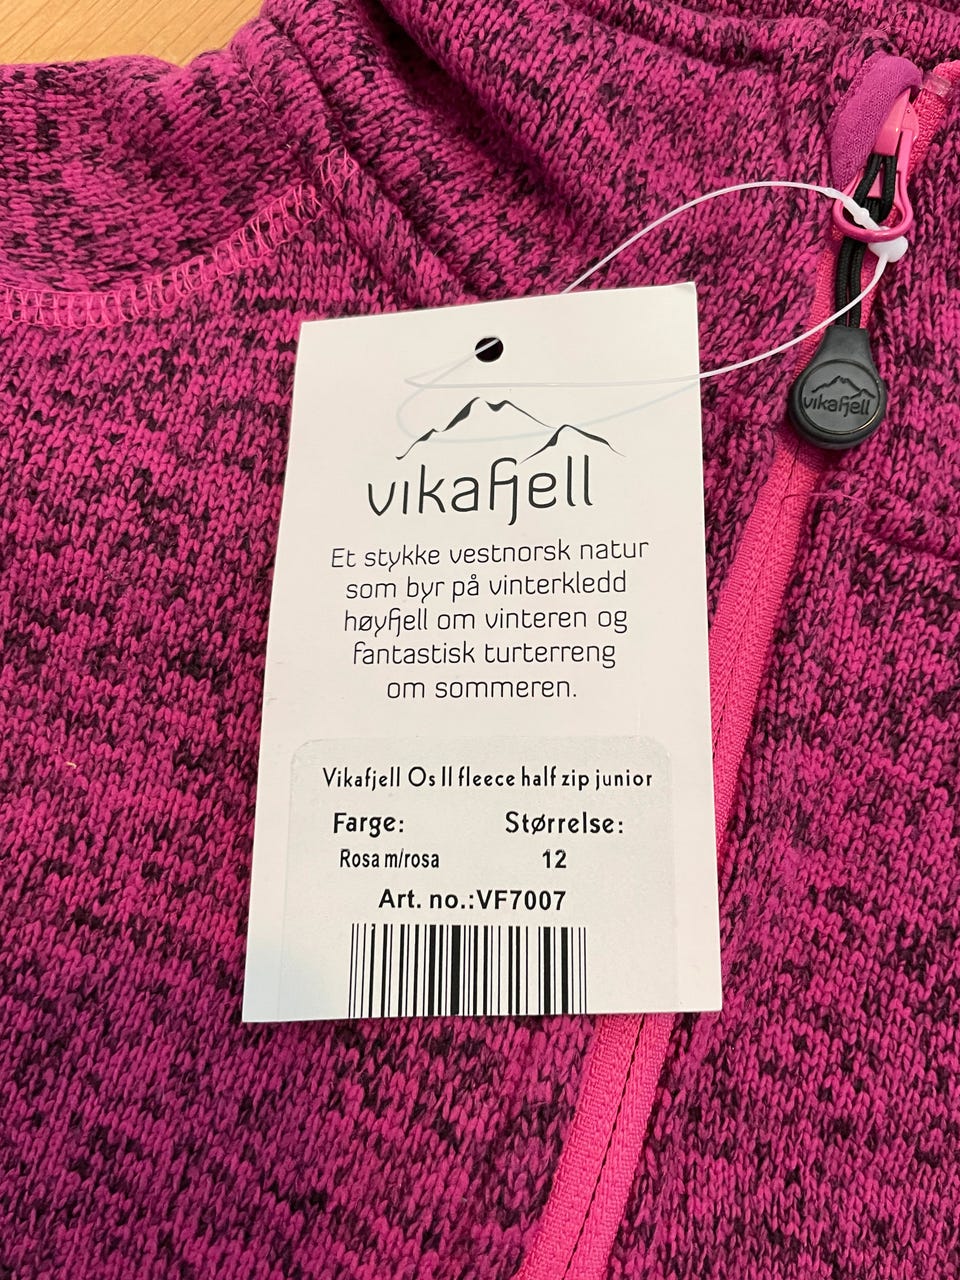 vikafjell
vikafjell
Et stykke vestnorsk natur
som byr på vinterkledd
høyfjell om vinteren og
fantastisk turterreng
om sommeren.
Vikafjell Os II fleece half zip junior
Farge: Størrelse:
Rosa m/rosa 12
Art. no.:VF7007